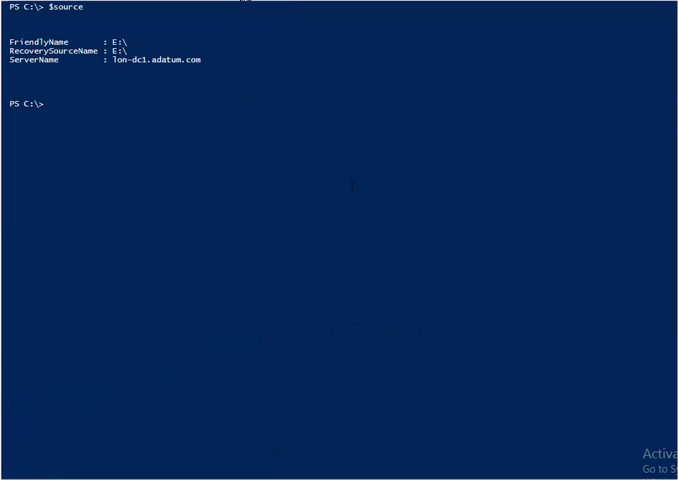 PS C:\> $source
FriendlyName : E:\
RecoverySourceName : E:\
ServerName : lon-dc1.adatum.com
PS C:\>
Activa
Go to S